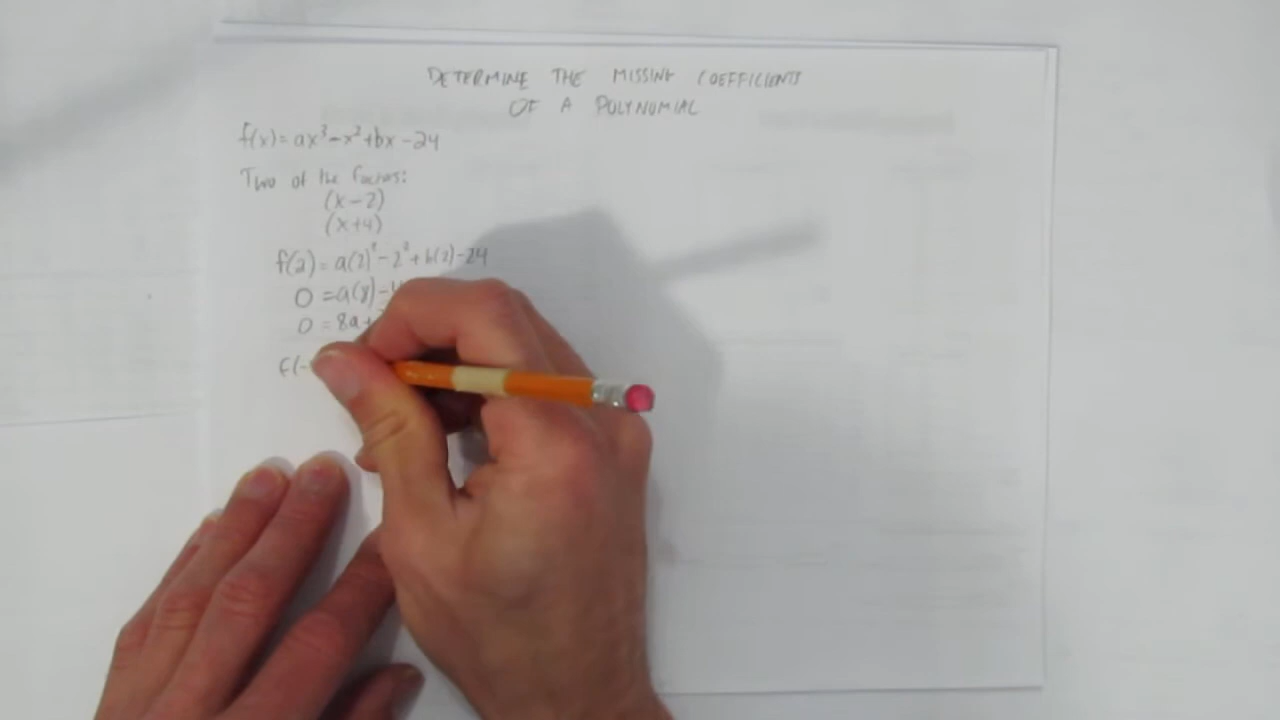 DETERMINE THE MISSING COEFFICIENTS
OF A POLYNOMIAL
f(x)= ax³-x²+bx-24
Two of the factors:
(x-2)
(x+4)
f(2)= a(2)³-2²+b(2)-24
0 =a(8)-4
0 = 8a+
f(-